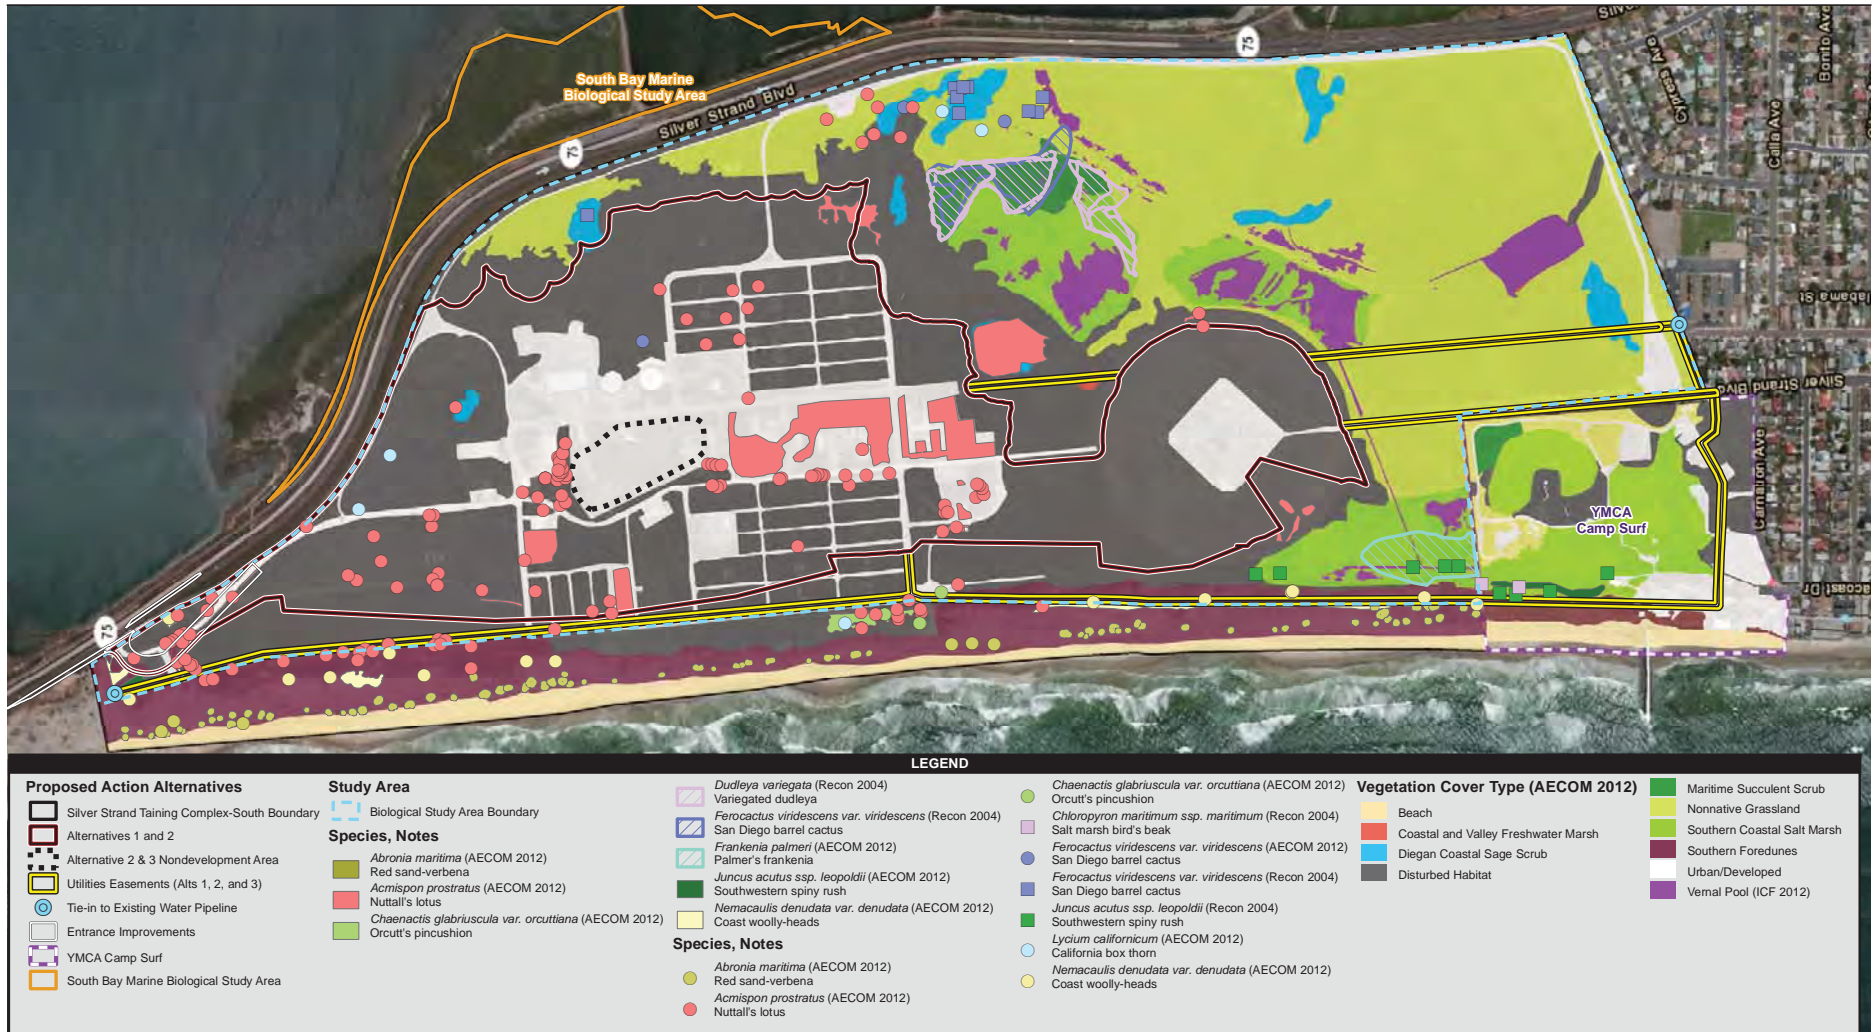 South Bay Marine
Biological Study Area
Silver Strand Blvd
75
75
75
Silver
Cypress Ave
Bonito Ave
Calla Ave
labama St
Silver Strand Blvd
Carnation Ave
YMCA
Camp Surf
acoast Dr
LEGEND
Proposed Action Alternatives
Silver Strand Taining Complex-South Boundary
Alternatives 1 and 2
Alternative 2 & 3 Nondevelopment Area
Utilities Easements (Alts 1, 2, and 3)
Tie-in to Existing Water Pipeline
Entrance Improvements
YMCA Camp Surf
South Bay Marine Biological Study Area
Study Area
Biological Study Area Boundary
Species, Notes
Abronia maritima (AECOM 2012)
Red sand-verbena
Acmispon prostratus (AECOM 2012)
Nuttall's lotus
Chaenactis glabriuscula var. orcuttiana (AECOM 2012)
Orcutt's pincushion
Dudleya variegata (Recon 2004)
Variegated dudleya
Ferocactus viridescens var. viridescens (Recon 2004)
San Diego barrel cactus
Frankenia palmeri (AECOM 2012)
Palmer's frankenia
Juncus acutus ssp. leopoldii (AECOM 2012)
Southwestern spiny rush
Nemacaulis denudata var. denudata (AECOM 2012)
Coast woolly-heads
Species, Notes
Abronia maritima (AECOM 2012)
Red sand-verbena
Acmispon prostratus (AECOM 2012)
Nuttall's lotus
Chaenactis glabriuscula var. orcuttiana (AECOM 2012)
Orcutt's pincushion
Chloropyron maritimum ssp. maritimum (Recon 2004)
Salt marsh bird's beak
Ferocactus viridescens var. viridescens (AECOM 2012)
San Diego barrel cactus
Ferocactus viridescens var. viridescens (Recon 2004)
San Diego barrel cactus
Juncus acutus ssp. leopoldii (Recon 2004)
Southwestern spiny rush
Lycium californicum (AECOM 2012)
California box thorn
Nemacaulis denudata var. denudata (AECOM 2012)
Coast woolly-heads
Vegetation Cover Type (AECOM 2012)
Beach
Coastal and Valley Freshwater Marsh
Diegan Coastal Sage Scrub
Disturbed Habitat
Maritime Succulent Scrub
Nonnative Grassland
Southern Coastal Salt Marsh
Southern Foredunes
Urban/Developed
Vernal Pool (ICF 2012)